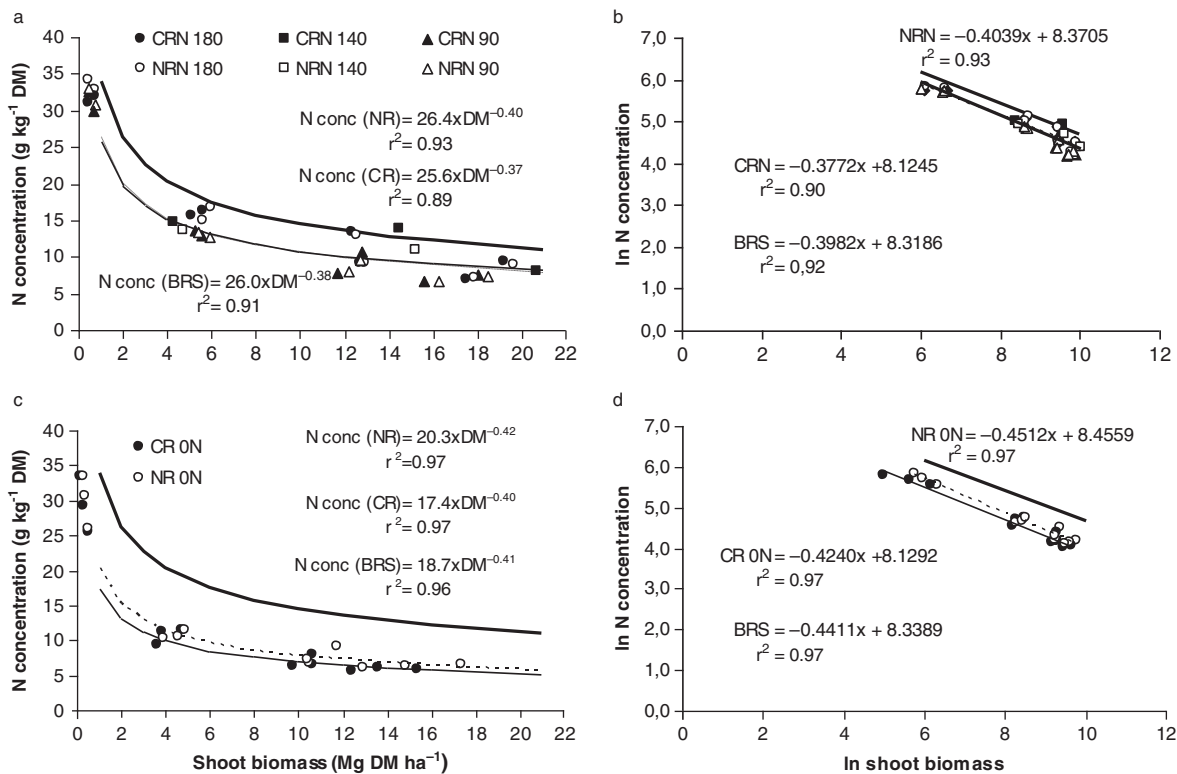 a
N concentration (g kg⁻¹ DM)
40
35
30
25
20
15
10
5
0
CRN 180
CRN 140
CRN 90
NRN 180
NRN 140
NRN 90
N conc (NR)= 26.4xDM⁻⁰·⁴⁰
r²= 0.93
N conc (CR)= 25.6xDM⁻⁰·³⁷
r²= 0.89
N conc (BRS)= 26.0xDM⁻⁰·³⁸
r²= 0.91
0 2 4 6 8 10 12 14 16 18 20 22
b
ln N concentration
7,0
6,0
5,0
4,0
3,0
2,0
1,0
0,0
NRN = −0.4039x + 8.3705
r² = 0.93
CRN = −0.3772x + 8.1245
r² = 0.90
BRS = −0.3982x + 8.3186
r² = 0,92
0 2 4 6 8 10 12
c
N concentration (g kg⁻¹ DM)
40
35
30
25
20
15
10
5
0
CR 0N
NR 0N
N conc (NR)= 20.3xDM⁻⁰·⁴²
r²=0.97
N conc (CR)= 17.4xDM⁻⁰·⁴⁰
r²= 0.97
N conc (BRS)= 18.7xDM⁻⁰·⁴¹
r²= 0.96
0 2 4 6 8 10 12 14 16 18 20 22
Shoot biomass (Mg DM ha⁻¹)
d
ln N concentration
7,0
6,0
5,0
4,0
3,0
2,0
1,0
0,0
NR 0N= −0.4512x + 8.4559
r² = 0.97
CR 0N= −0.4240x + 8.1292
r² = 0.97
BRS = −0.4411x + 8.3389
r² = 0.97
0 2 4 6 8 10 12
ln shoot biomass